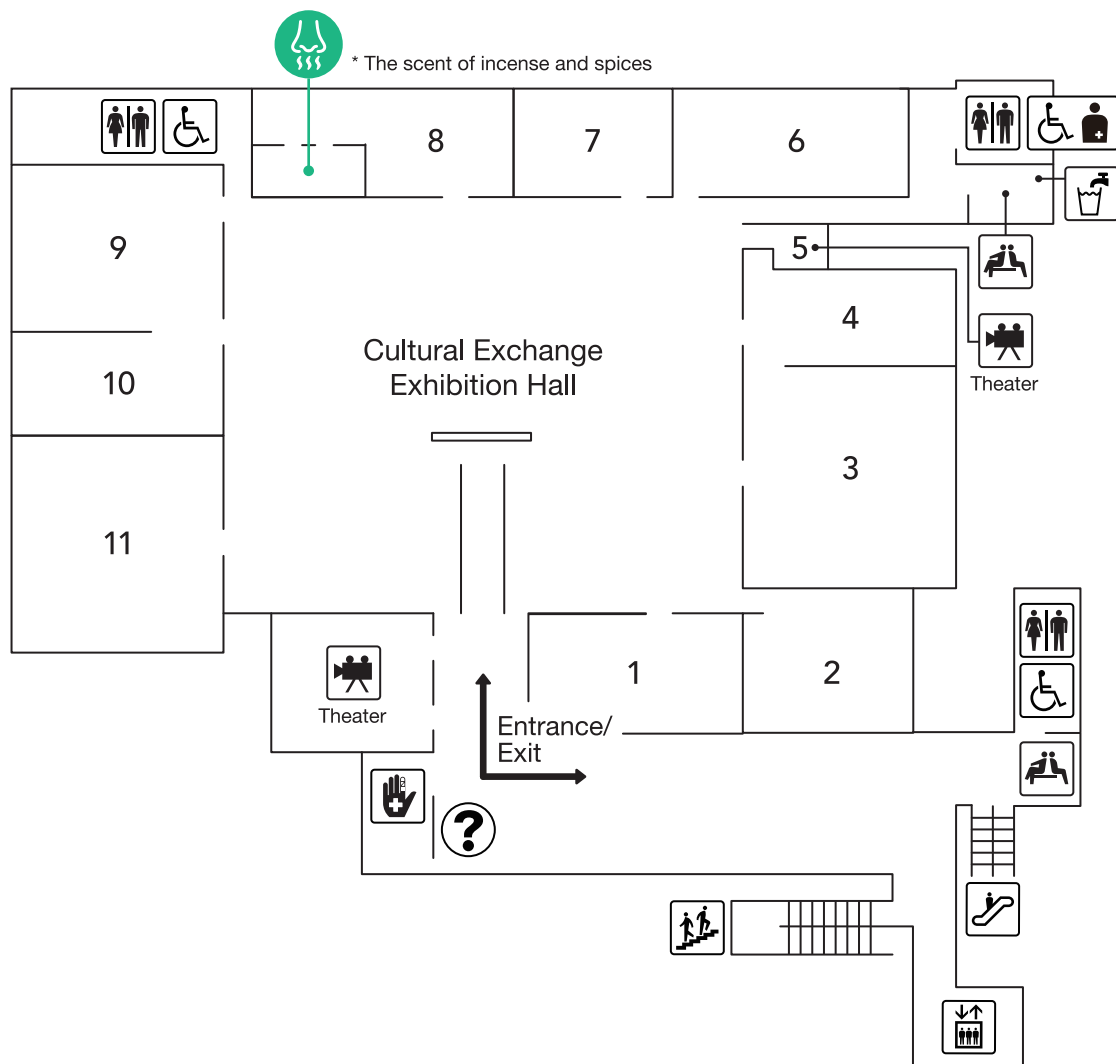 * The scent of incense and spices
8
7
6
9
5
4
Cultural Exchange
Exhibition Hall
10
Theater
3
11
1
2
Theater
Entrance/
Exit
?